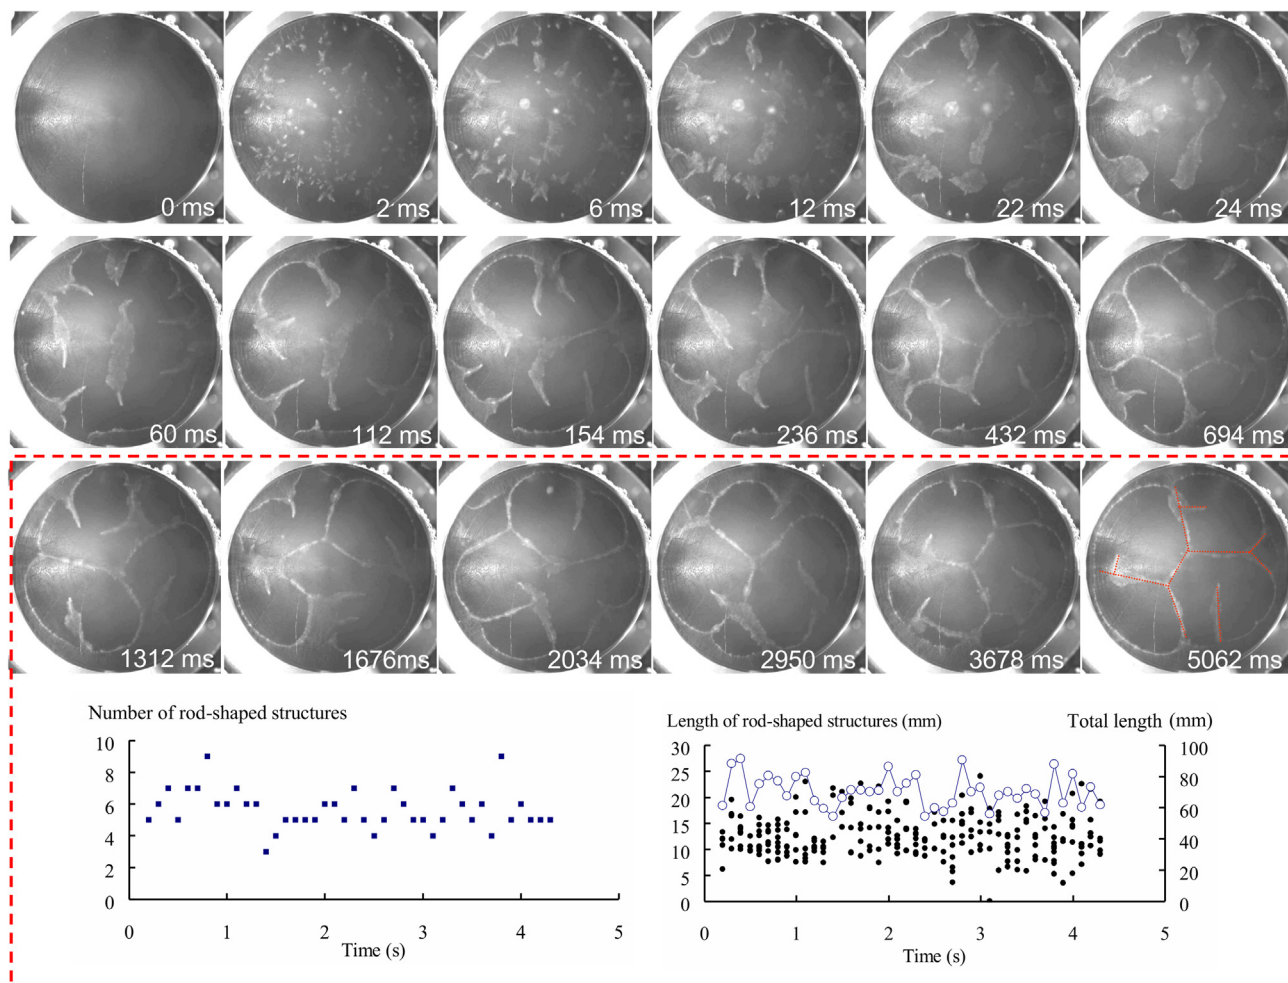 0 ms 2 ms 6 ms 12 ms 22 ms 24 ms
60 ms 112 ms 154 ms 236 ms 432 ms 694 ms
1312 ms 1676ms 2034 ms 2950 ms 3678 ms 5062 ms
Number of rod-shaped structures
10
8
6
4
2
0
0 1 2 3 4 5
Time (s)
Length of rod-shaped structures (mm) Total length (mm)
30 100
25 80
20
15 60
10 40
5 20
0 0
0 1 2 3 4 5
Time (s)